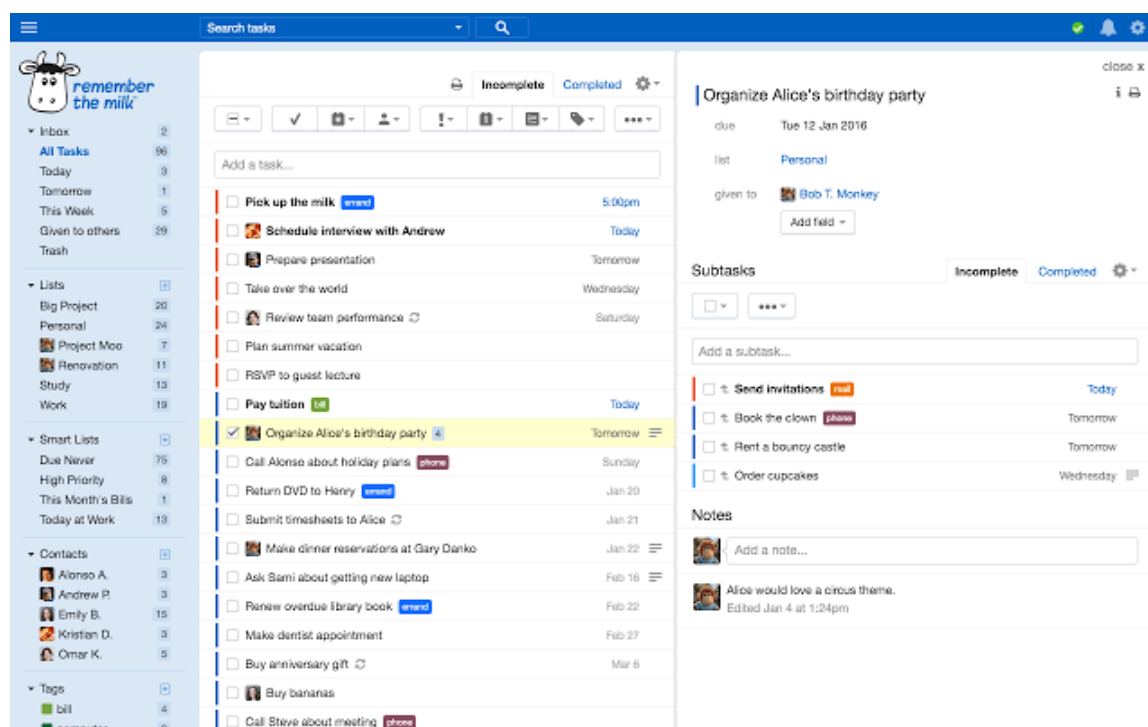 Search tasks
remember
the milk
Inbox 2
All Tasks 96
Today 3
Tomorrow 1
This Week 5
Given to others 29
Trash
Lists
Big Project 20
Personal 24
Project Moo 7
Renovation 11
Study 13
Work 19
Smart Lists
Due Never 75
High Priority 8
This Month's Bills 1
Today at Work 13
Contacts
Alonso A. 3
Andrew P. 3
Emily B. 15
Kristian D. 3
Omar K. 5
Tags
bill 4
Incomplete Completed
Add a task...
Pick up the milk errand 5:00pm
Schedule interview with Andrew Today
Prepare presentation Tomorrow
Take over the world Wednesday
Review team performance Saturday
Plan summer vacation
RSVP to guest lecture
Pay tuition bill Today
Organize Alice's birthday party 4 Tomorrow
Call Alonso about holiday plans phone Sunday
Return DVD to Henry errand Jan 20
Submit timesheets to Alice Jan 21
Make dinner reservations at Gary Danko Jan 22
Ask Sami about getting new laptop Feb 16
Renew overdue library book errand Feb 22
Make dentist appointment Feb 27
Buy anniversary gift Mar 6
Buy bananas
Call Steve about meeting phone
close x
Organize Alice's birthday party
due Tue 12 Jan 2016
list Personal
given to Bob T. Monkey
Add field
Subtasks Incomplete Completed
Add a subtask...
Send invitations mail Today
Book the clown phone Tomorrow
Rent a bouncy castle Tomorrow
Order cupcakes Wednesday
Notes
Add a note...
Alice would love a circus theme.
Edited Jan 4 at 1:24pm